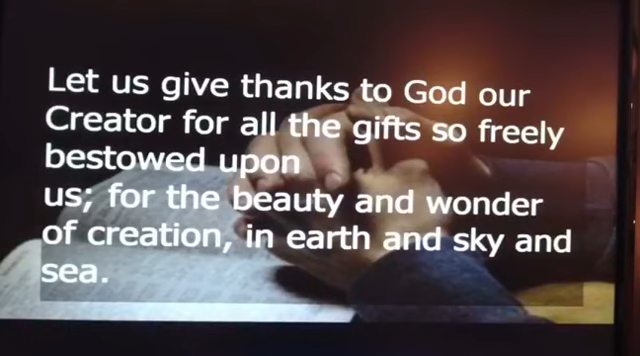 Let us give thanks to God our
Creator for all the gifts so freely
bestowed upon
us; for the beauty and wonder
of creation, in earth and sky and
sea.